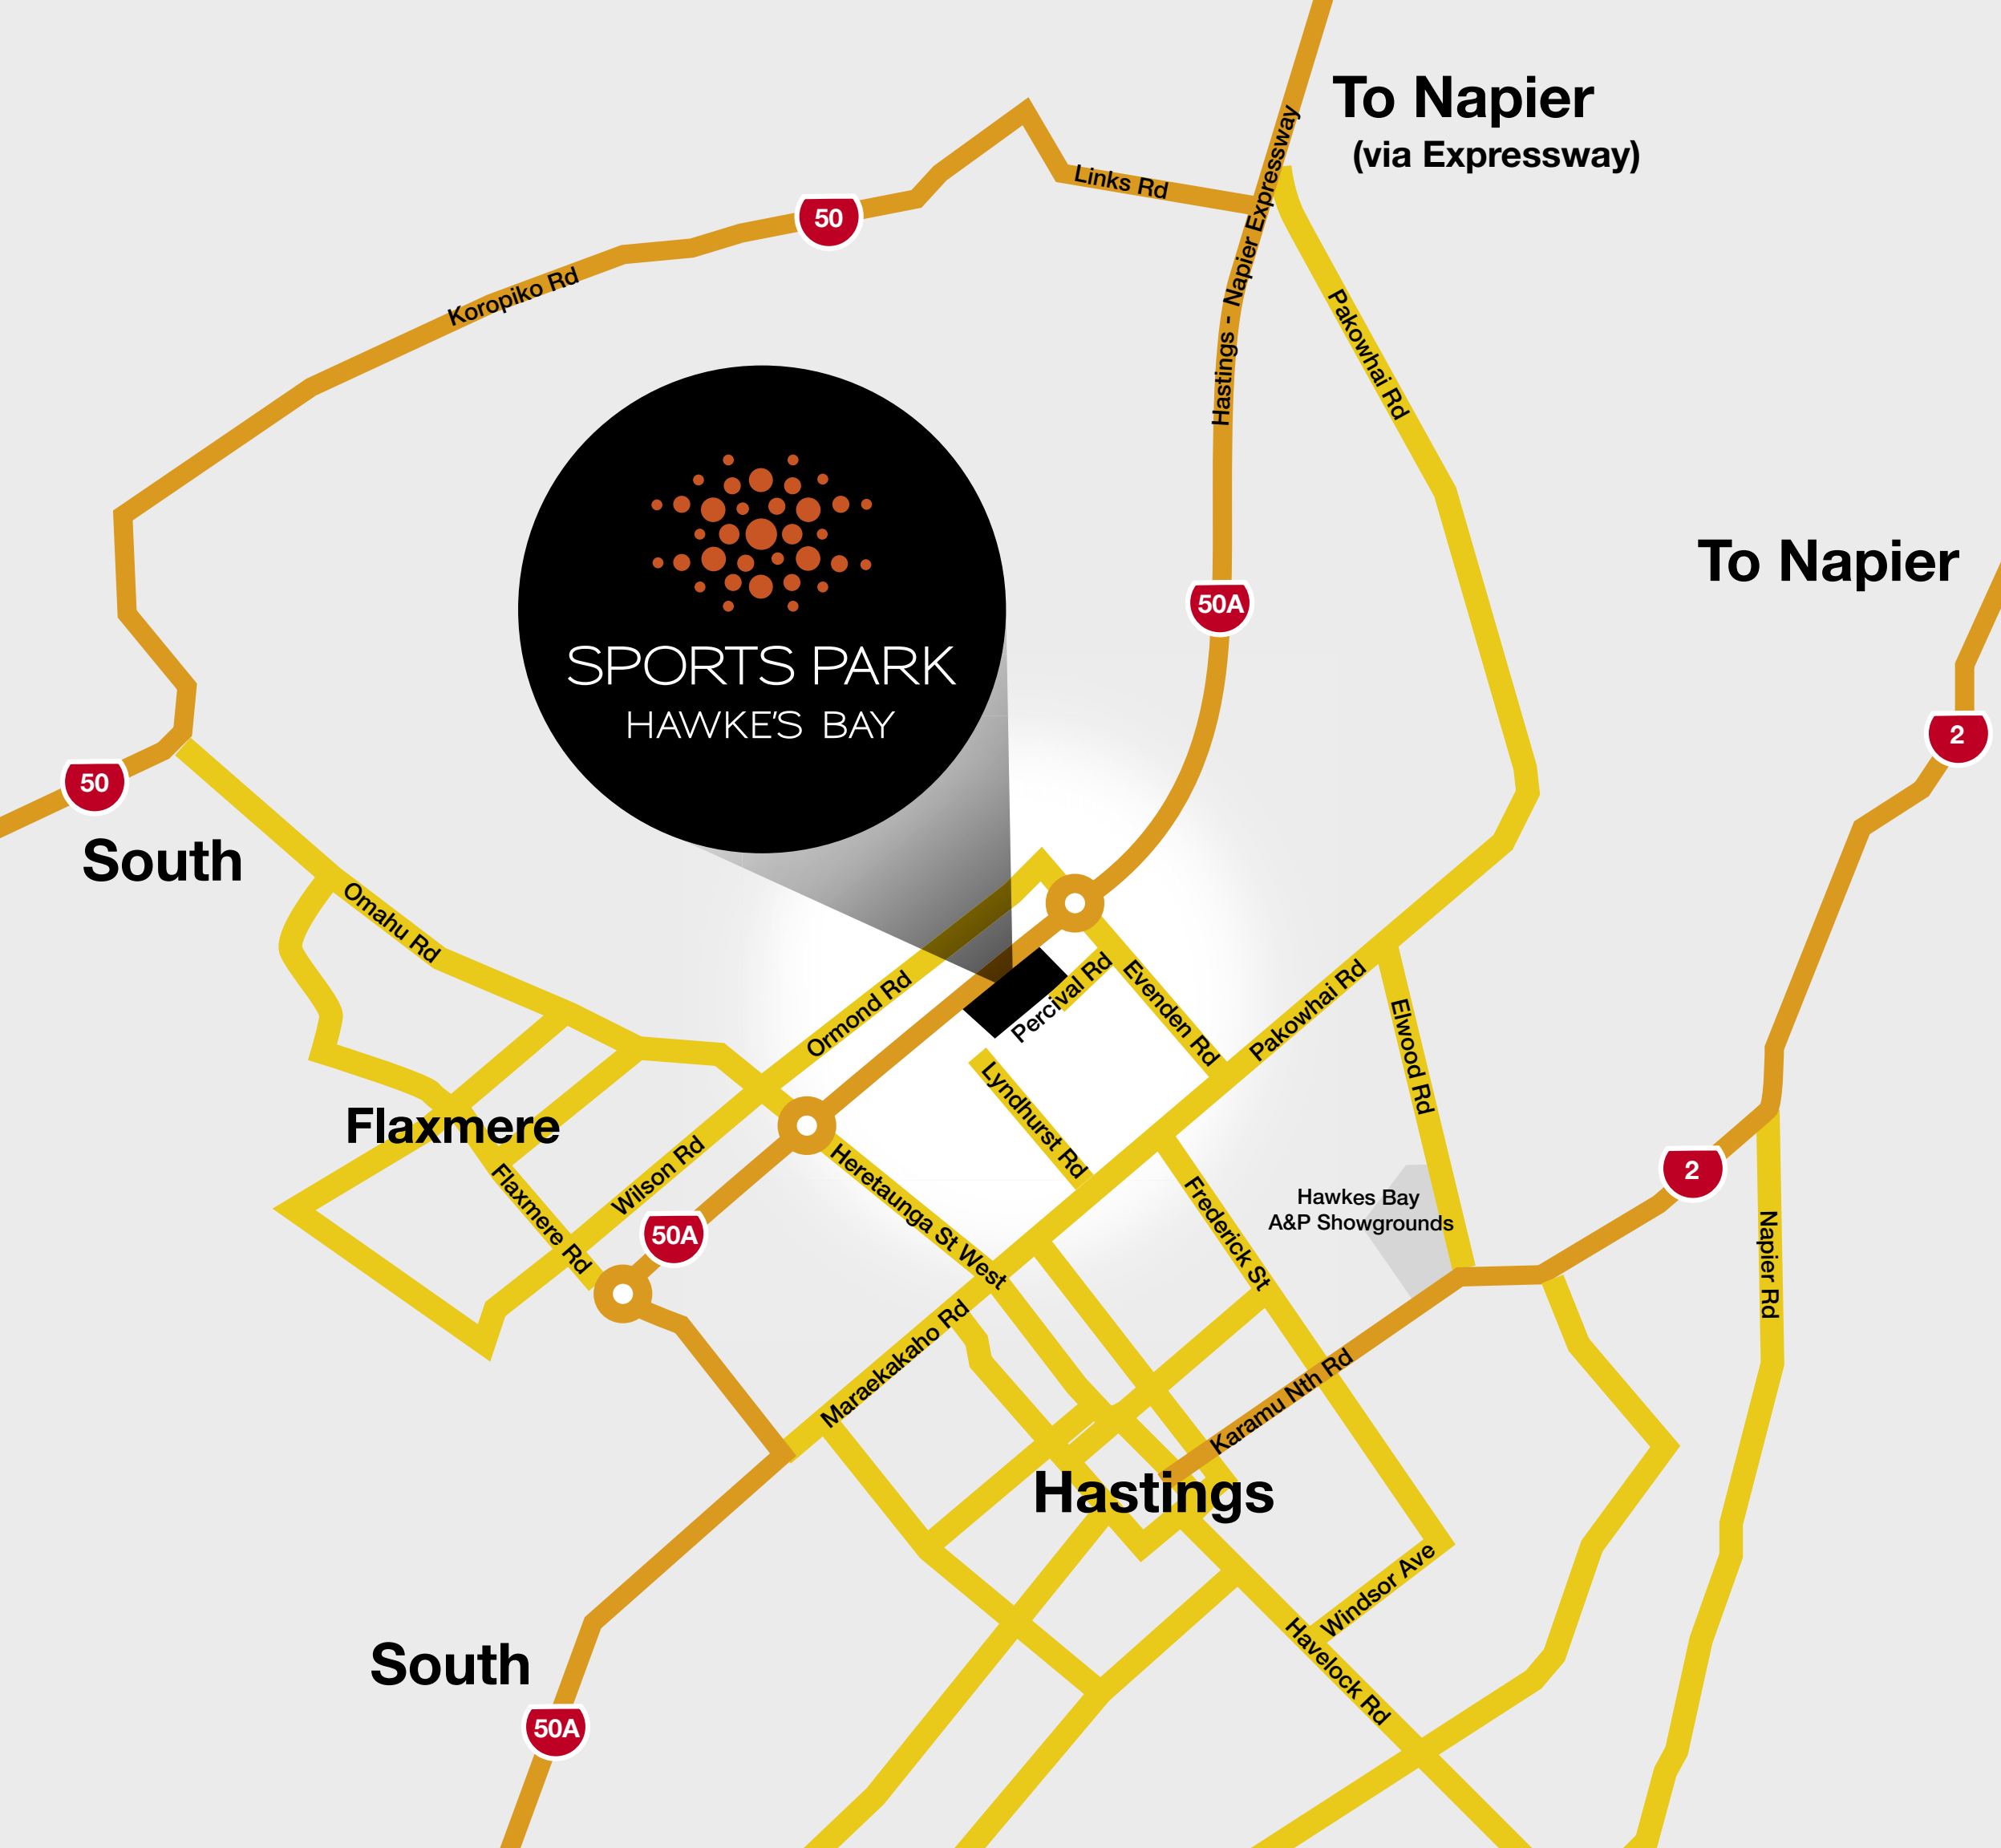 To Napier
(via Expressway)
Links Rd
Hastings - Napier Expressway
50
Koropiko Rd
Pakowhai Rd
To Napier
50A
SPORTS PARK
HAWKE'S BAY
2
50
South
Omahu Rd
Ormond Rd
Percival Rd
Evenden Rd
Pakowhai Rd
Elwood Rd
Lyndhurst Rd
Flaxmere
Flaxmere Rd
Wilson Rd
Heretaunga St West
Frederick St
2
Hawkes Bay
A&P Showgrounds
Napier Rd
50A
Maraekakaho Rd
Karamu Nth Rd
Hastings
Windsor Ave
Havelock Rd
South
50A